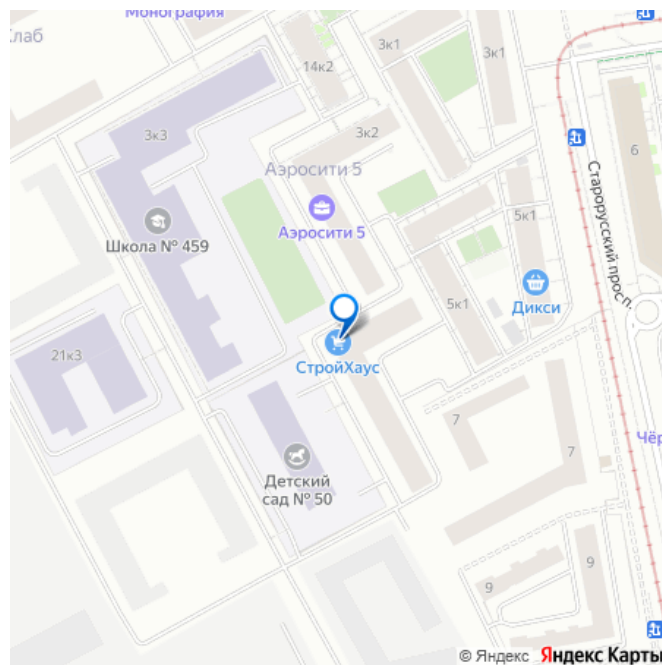 Монография
Клаб
3к1
3к1
14к2
3к3
3к2
6
Аэросити 5
Старорусский просп.
Аэросити 5
5к1
Школа № 459
Дикси
5к1
21к3
СтройХаус
7
7
Чёр
Детский
сад № 50
9
9
© Яндекс Яндекс Карты